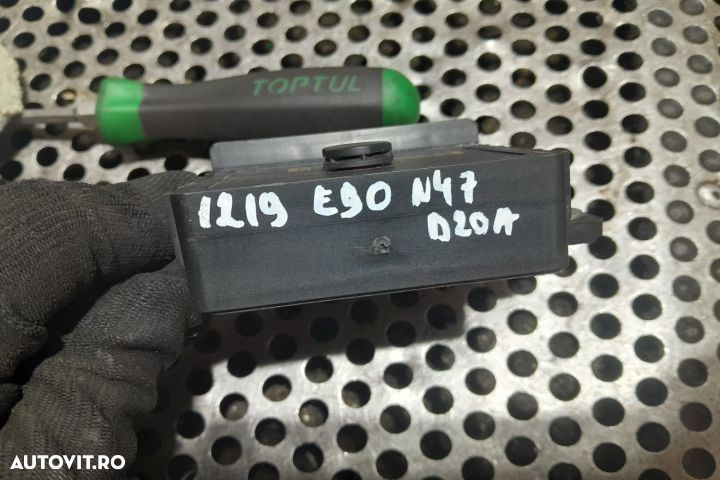 TOPTUL
1219 E90 N47
D20A
AUTOVIT.RO